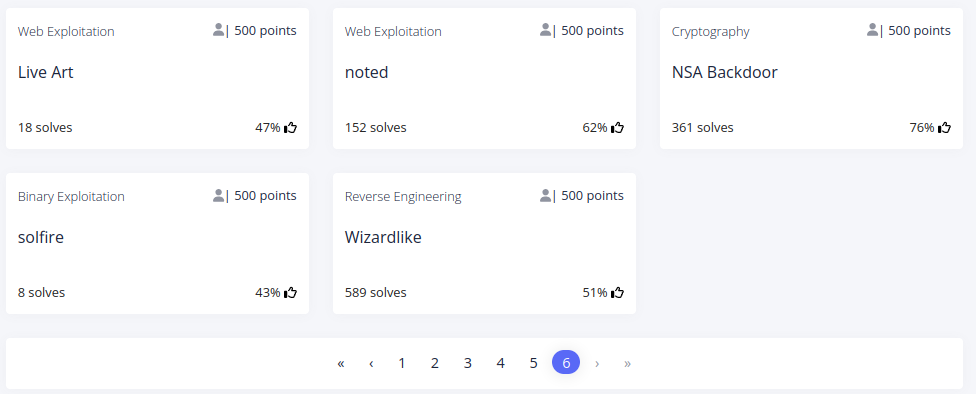 Web Exploitation | 500 points
Live Art
18 solves 47%
Web Exploitation | 500 points
noted
152 solves 62%
Cryptography | 500 points
NSA Backdoor
361 solves 76%
Binary Exploitation | 500 points
solfire
8 solves 43%
Reverse Engineering | 500 points
Wizardlike
589 solves 51%
« ‹ 1 2 3 4 5 6 › »